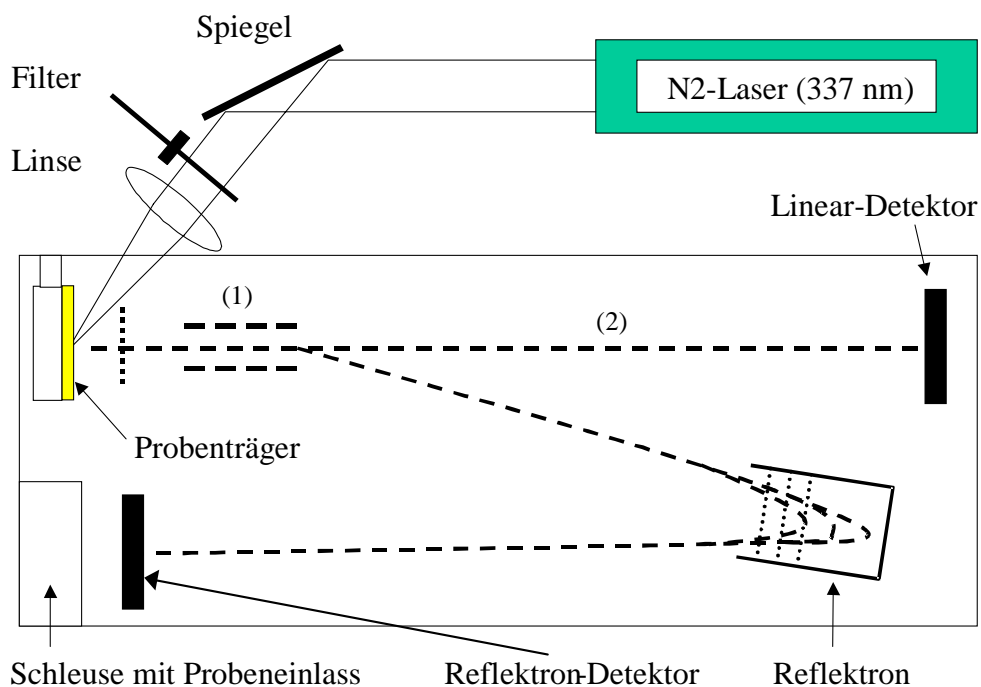 Spiegel
Filter
N2-Laser (337 nm)
Linse
Linear-Detektor
(1)
(2)
Probenträger
Schleuse mit Probeneinlass
Reflektron-Detektor
Reflektron